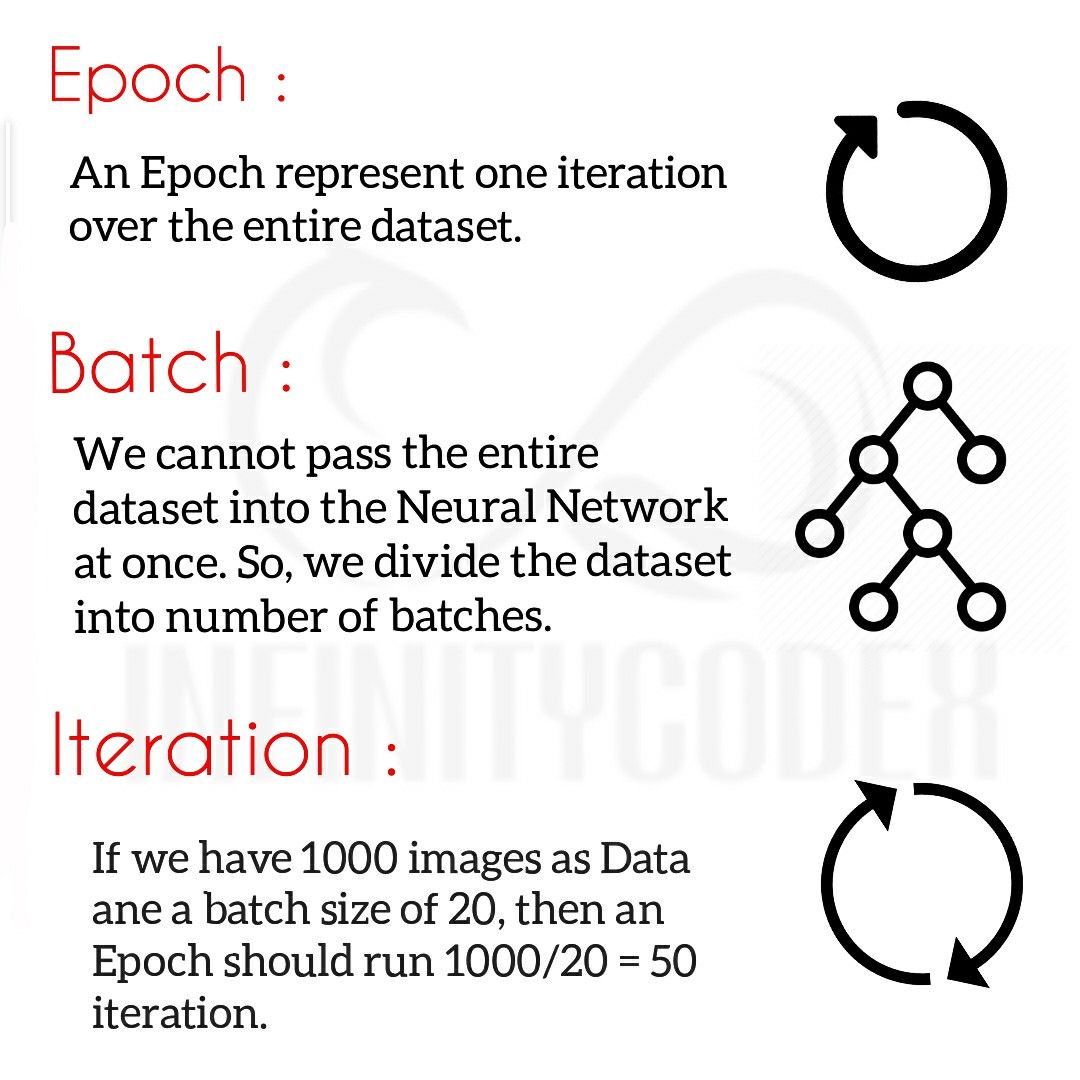 Epoch :
An Epoch represent one iteration
over the entire dataset.
Batch :
We cannot pass the entire
dataset into the Neural Network
at once. So, we divide the dataset
into number of batches.
INFINITYCODEX
Iteration :
If we have 1000 images as Data
ane a batch size of 20, then an
Epoch should run 1000/20 = 50
iteration.